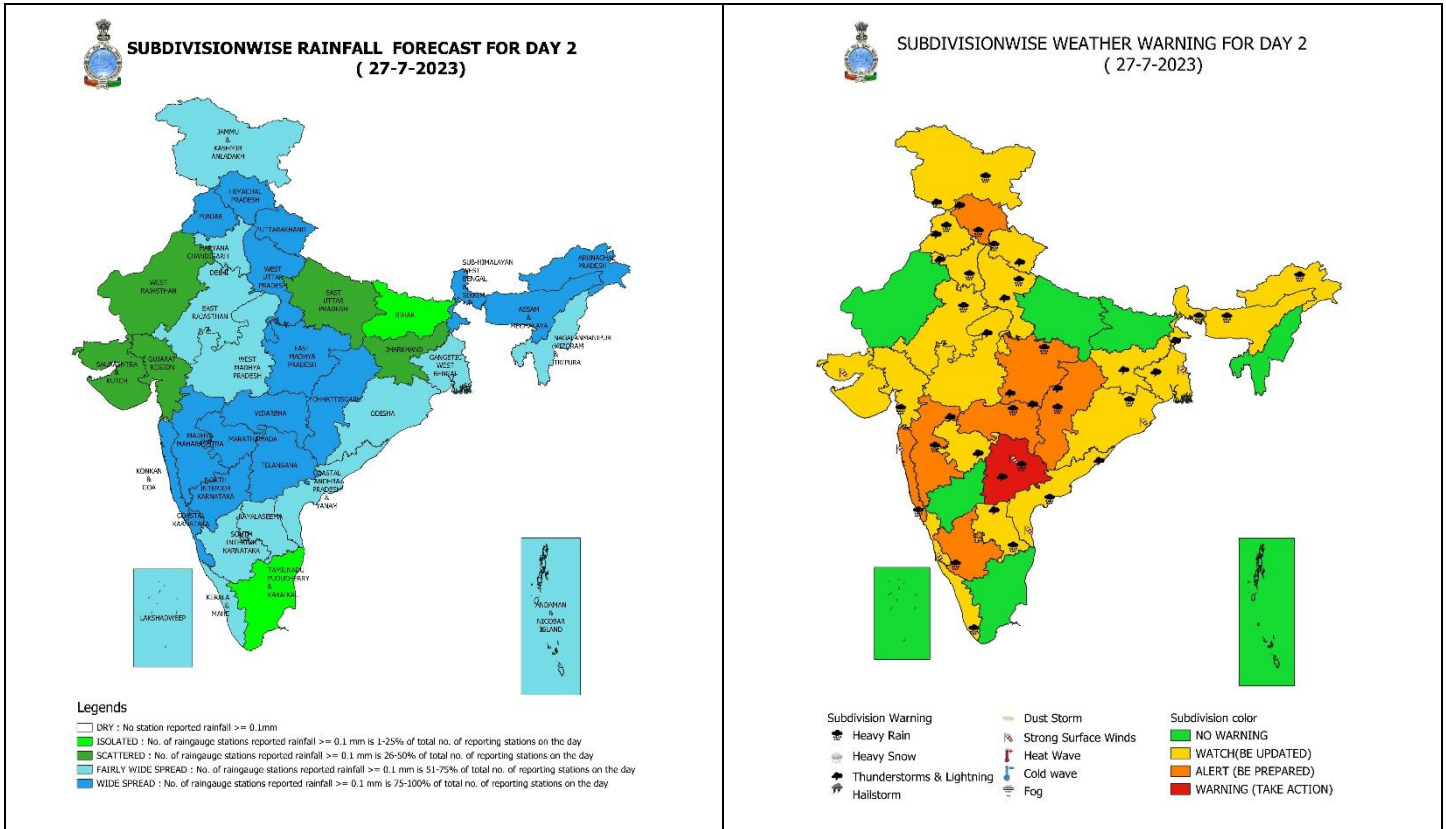 SUBDIVISIONWISE RAINFALL FORECAST FOR DAY 2
( 27-7-2023)
JAMMU
&
KASHMIR
ANLADAKH
HIMACHAL
PRADESH
PUNJAB
UTTARAKHAND
HARYANA
CHANDIGARH
DELHI
WEST
UTTAR
PRADESH
WEST
RAJASTHAN
EAST
UTTAR
PRADESH
EAST
RAJASTHAN
BIHAR
SUB-HIMALAYAN
WEST
BENGAL
&
SIKKIM
ARUNACHAL
PRADESH
ASSAM
&
MEGHALAYA
MIZORAM
&
TRIPURA
JHARKHAND
GANGETIC
WEST
BENGAL
GUJARAT
REGION
SAURASHTRA
&
KUTCH
WEST
MADHYA
PRADESH
EAST
MADHYA
PRADESH
CHHATTISGARH
ODISHA
VIDARBHA
MADHYA
MAHARASHTRA
MARATHAWADA
TELANGANA
KONKAN
&
GOA
NORTH
INTERIOR
KARNATAKA
COASTAL
ANDHRA
PRADESH
&
YANAM
COASTAL
KARNATAKA
RAYALASEEMA
SOUTH
INTERIOR
KARNATAKA
TAMILNADU
PUDUCHERRY
&
KARAIKAL
KERALA
&
MAHE
LAKSHADWEEP
ANDAMAN
&
NICOBAR
ISLAND
Legends
DRY : No station reported rainfall >= 0.1mm
ISOLATED : No. of raingauge stations reported rainfall >= 0.1 mm is 1-25% of total no. of reporting stations on the day
SCATTERED : No. of raingauge stations reported rainfall >= 0.1 mm is 26-50% of total no. of reporting stations on the day
FAIRLY WIDE SPREAD : No. of raingauge stations reported rainfall >= 0.1 mm is 51-75% of total no. of reporting stations on the day
WIDE SPREAD : No. of raingauge stations reported rainfall >= 0.1 mm is 75-100% of total no. of reporting stations on the day
SUBDIVISIONWISE WEATHER WARNING FOR DAY 2
( 27-7-2023)
Subdivision Warning
Heavy Rain
Heavy Snow
Thunderstorms & Lightning
Hailstorm
Dust Storm
Strong Surface Winds
Heat Wave
Cold wave
Fog
Subdivision color
NO WARNING
WATCH(BE UPDATED)
ALERT (BE PREPARED)
WARNING (TAKE ACTION)